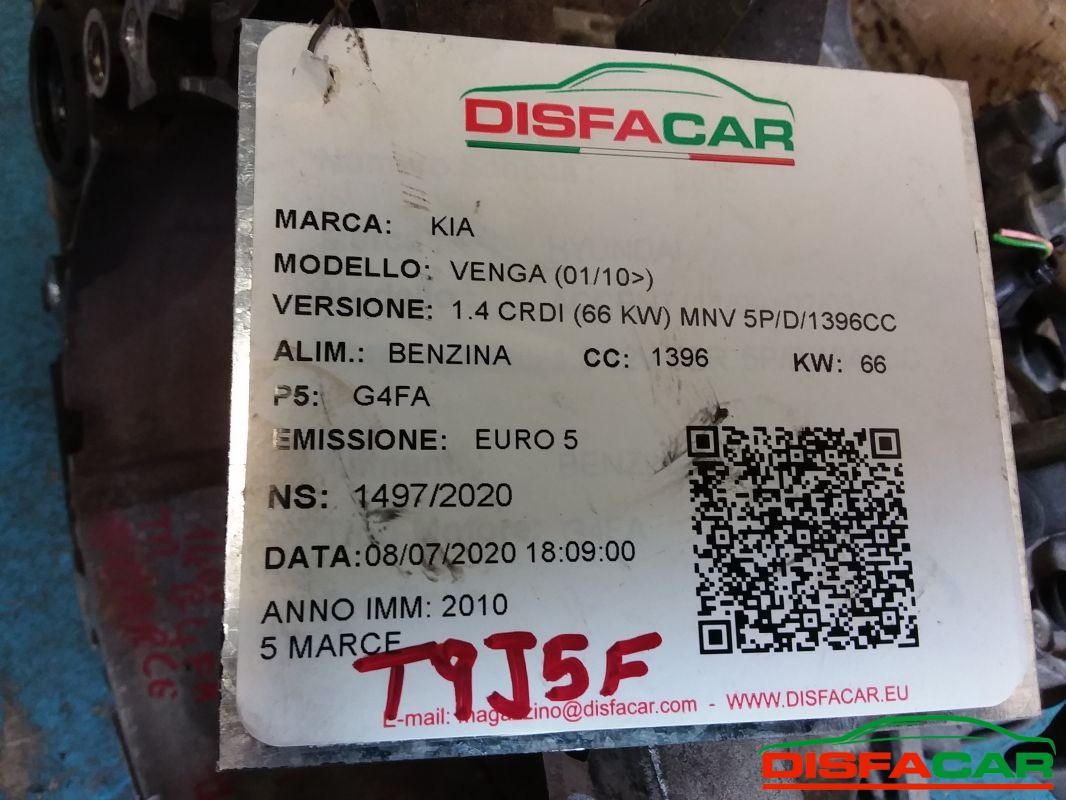 DISFACAR
MARCA: KIA
MODELLO: VENGA (01/10>)
VERSIONE: 1.4 CRDI (66 KW) MNV 5P/D/1396CC
ALIM.: BENZINA CC: 1396 KW: 66
P5: G4FA
EMISSIONE: EURO 5
NS: 1497/2020
DATA:08/07/2020 18:09:00
ANNO IMM: 2010
5 MARCE
T9J5F
E-mail: magazzino@disfacar.com - WWW.DISFACAR.EU
DISFACAR